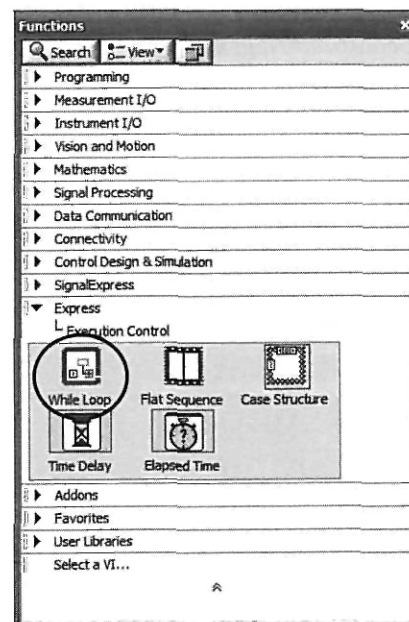 Functions
Search View
Programming
Measurement I/O
Instrument I/O
Vision and Motion
Mathematics
Signal Processing
Data Communication
Connectivity
Control Design & Simulation
SignalExpress
Express
Execution Control
While Loop Flat Sequence Case Structure
Time Delay Elapsed Time
Addons
Favorites
User Libraries
Select a VI...